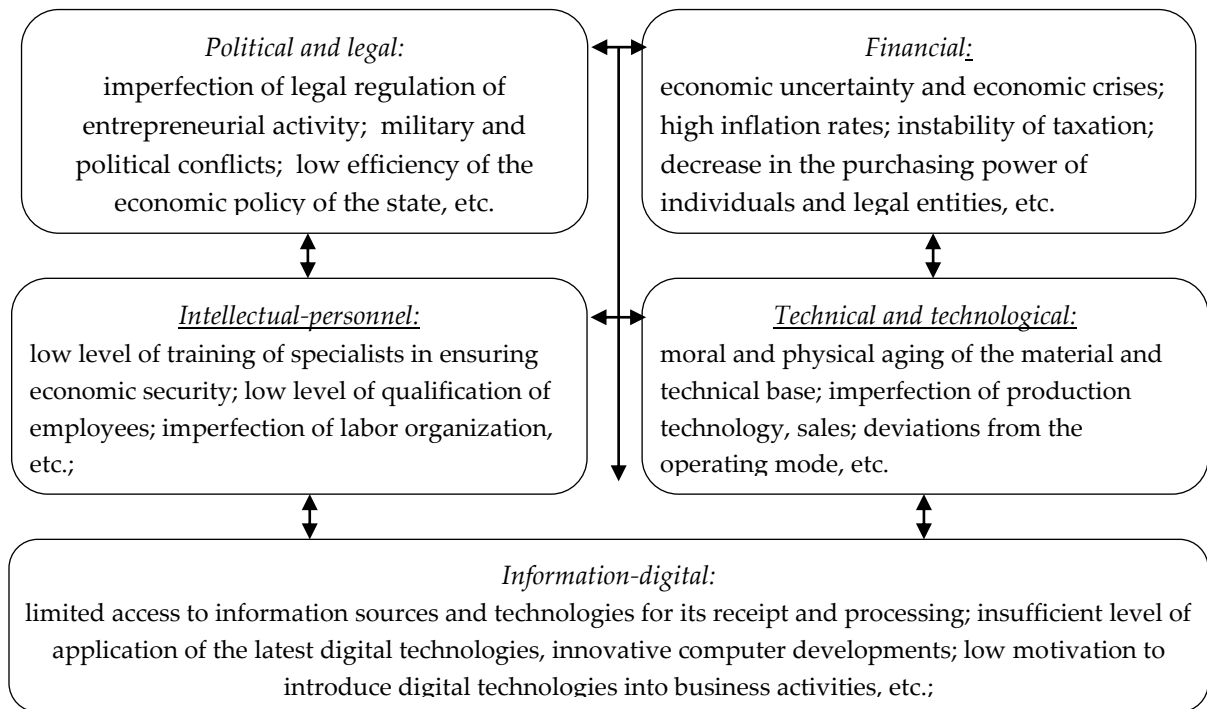 Political and legal:
imperfection of legal regulation of
entrepreneurial activity; military and
political conflicts; low efficiency of the
economic policy of the state, etc.
Financial:
economic uncertainty and economic crises;
high inflation rates; instability of taxation;
decrease in the purchasing power of
individuals and legal entities, etc.
Intellectual-personnel:
low level of training of specialists in ensuring
economic security; low level of qualification of
employees; imperfection of labor organization,
etc.;
Technical and technological:
moral and physical aging of the material and
technical base; imperfection of production
technology, sales; deviations from the
operating mode, etc.
Information-digital:
limited access to information sources and technologies for its receipt and processing; insufficient level of
application of the latest digital technologies, innovative computer developments; low motivation to
introduce digital technologies into business activities, etc.;